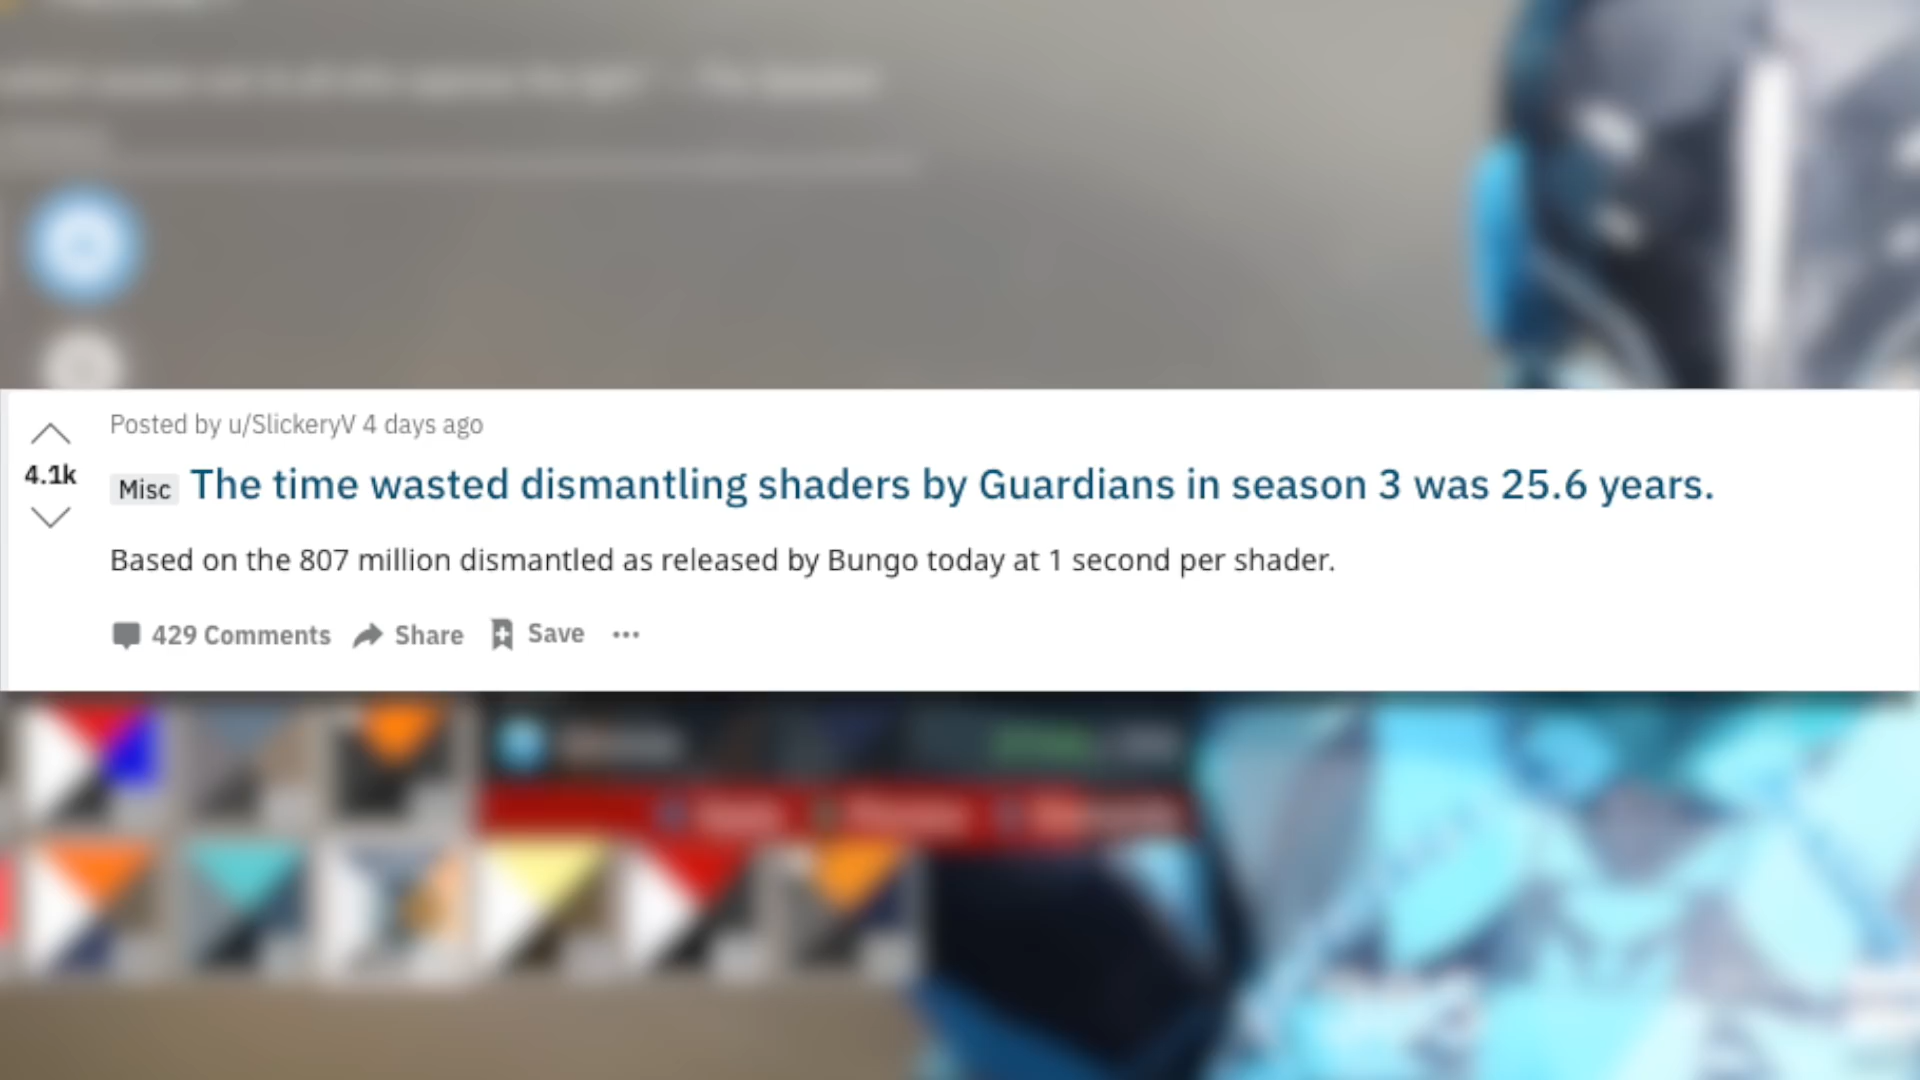 Posted by u/SlickeryV 4 days ago
4.1k
Misc The time wasted dismantling shaders by Guardians in season 3 was 25.6 years.
Based on the 807 million dismantled as released by Bungo today at 1 second per shader.
429 Comments Share Save ...